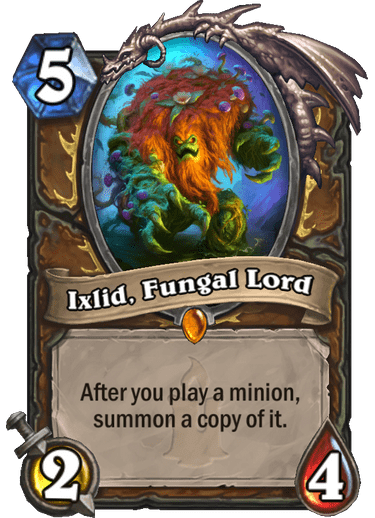 5
Ixlid, Fungal Lord
After you play a minion,
summon a copy of it.
2
4